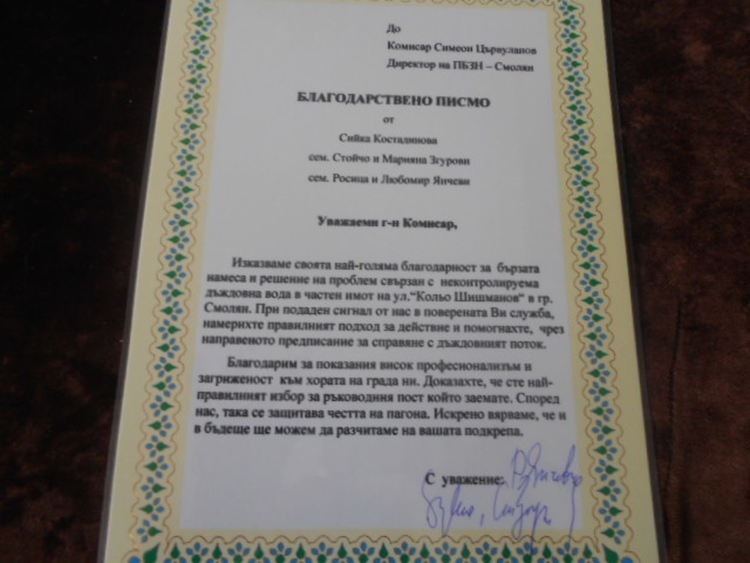 До
Комисар Симеон Цървуланов
Директор на ПБЗН – Смолян
БЛАГОДАРСТВЕНО ПИСМО
от
Сийка Костадинова
сем. Стойчо и Марияна Згурови
сем. Росица и Любомир Янчеви
Уважаеми г-н Комисар,
Изказваме своята най-голяма благодарност за бързата
намеса и решение на проблем свързан с неконтролируема
дъждовна вода в частен имот на ул.“Кольо Шишманов“ в гр.
Смолян. При подаден сигнал от нас в поверената Ви служба,
намерихте правилният подход за действие и помогнахте, чрез
направеното предписание за справяне с дъждовният поток.
Благодарим за показания висок професионализъм и
загриженост към хората на града ни. Доказахте, че сте най-
правилният избор за ръководния пост който заемате. Според
нас, така се защитава честта на пагона. Искрено вярваме, че и
в бъдеще ще можем да разчитаме на вашата подкрепа.
С уважение: